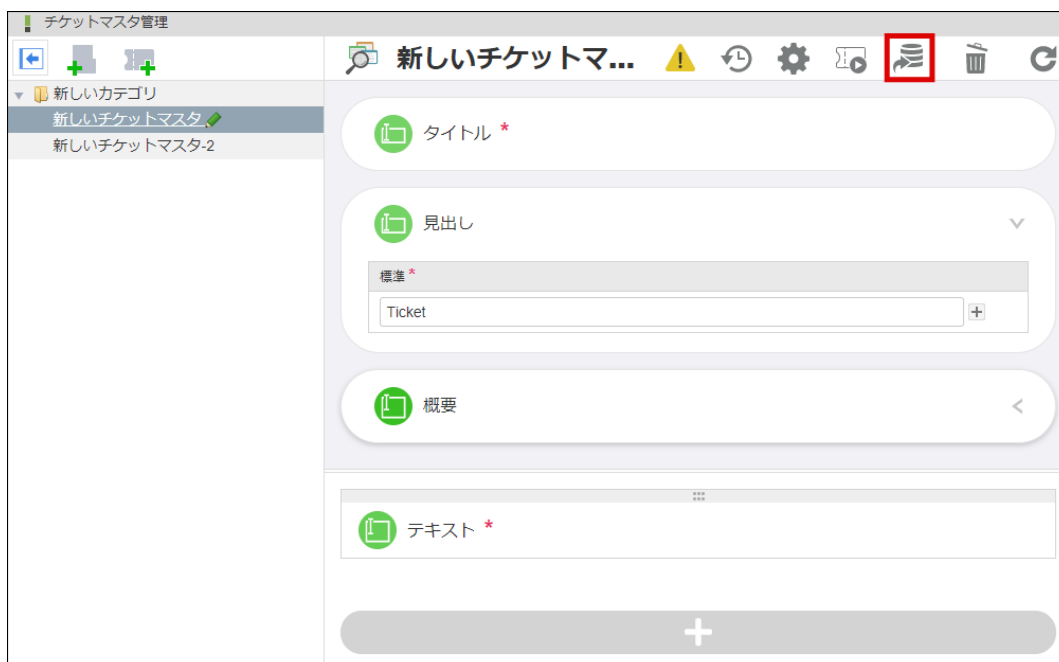 チケットマスタ管理
新しいチケットマ...
新しいカテゴリ
新しいチケットマスタ
新しいチケットマスタ-2
タイトル *
見出し
標準 *
Ticket
概要
テキスト *